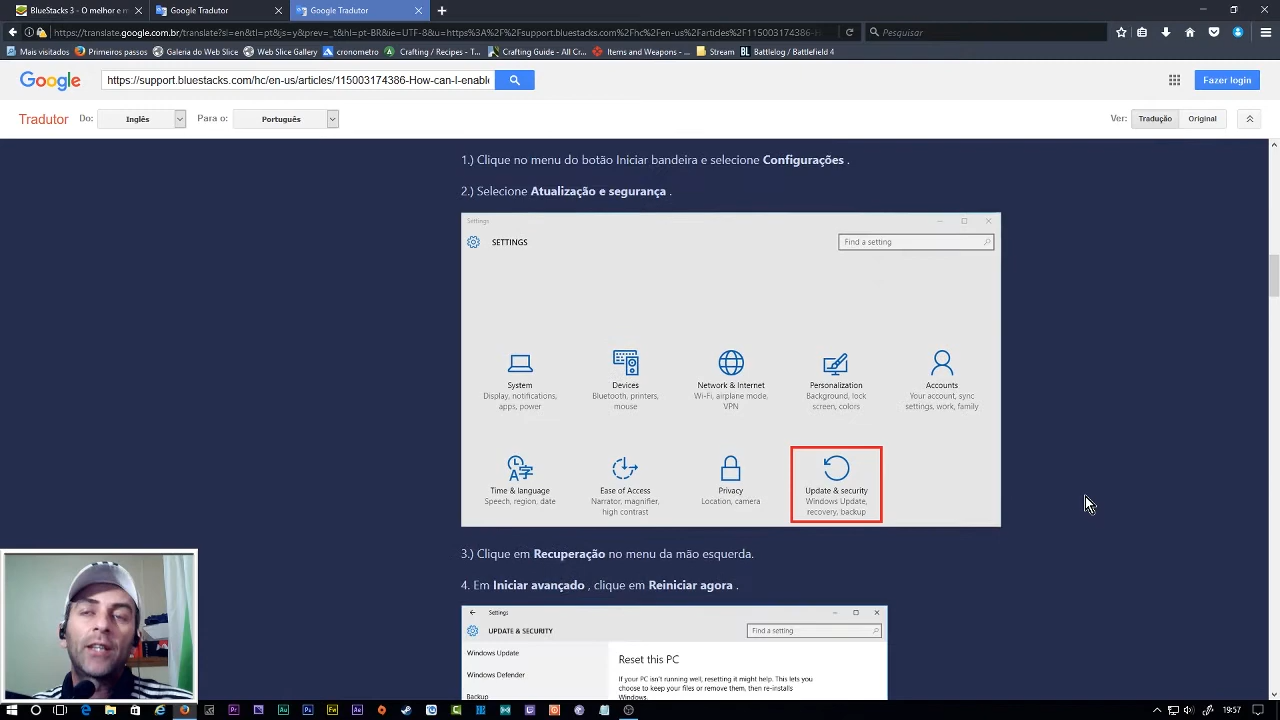 BlueStacks 3 - O melhor e m
Google Tradutor
Google Tradutor
https://translate.google.com.br/translate?sl=en&tl=pt&js=y&prev=_t&hl=pt-BR&ie=UTF-8&u=https%3A%2F%2Fsupport.bluestacks.com%2Fhc%2Fen-us%2Farticles%2F115003174386-H
Pesquisar
Mais visitados
Primeiros passos
Galeria do Web Slice
Web Slice Gallery
cronometro
Crafting / Recipes - T...
Crafting Guide - All Cr...
Items and Weapons - ...
Stream
BL Battlelog / Battlefield 4
Google
https://support.bluestacks.com/hc/en-us/articles/115003174386-How-can-I-enable
Fazer login
Tradutor
Do:
Inglês
Para o:
Português
Ver:
Tradução
Original
1.) Clique no menu do botão Iniciar bandeira e selecione Configurações .
2.) Selecione Atualização e segurança .
Settings
SETTINGS
Find a setting
System
Display, notifications,
apps, power
Devices
Bluetooth, printers,
mouse
Network & Internet
Wi-Fi, airplane mode,
VPN
Personalization
Background, lock
screen, colors
Accounts
Your account, sync
settings, work, family
Time & language
Speech, region, date
Ease of Access
Narrator, magnifier,
high contrast
Privacy
Location, camera
Update & security
Windows Update,
recovery, backup
3.) Clique em Recuperação no menu da mão esquerda.
4. Em Iniciar avançado , clique em Reiniciar agora .
Settings
UPDATE & SECURITY
Find a setting
Windows Update
Windows Defender
Backup
Reset this PC
If your PC isn't running well, resetting it might help. This lets you
choose to keep your files or remove them, then re-installs
Windows.
19:57